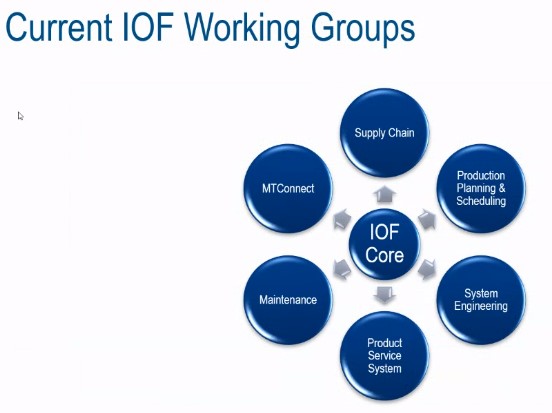 Current IOF Working Groups
Supply Chain
Production
Planning &
Scheduling
System
Engineering
Product
Service
System
Maintenance
MTConnect
IOF
Core